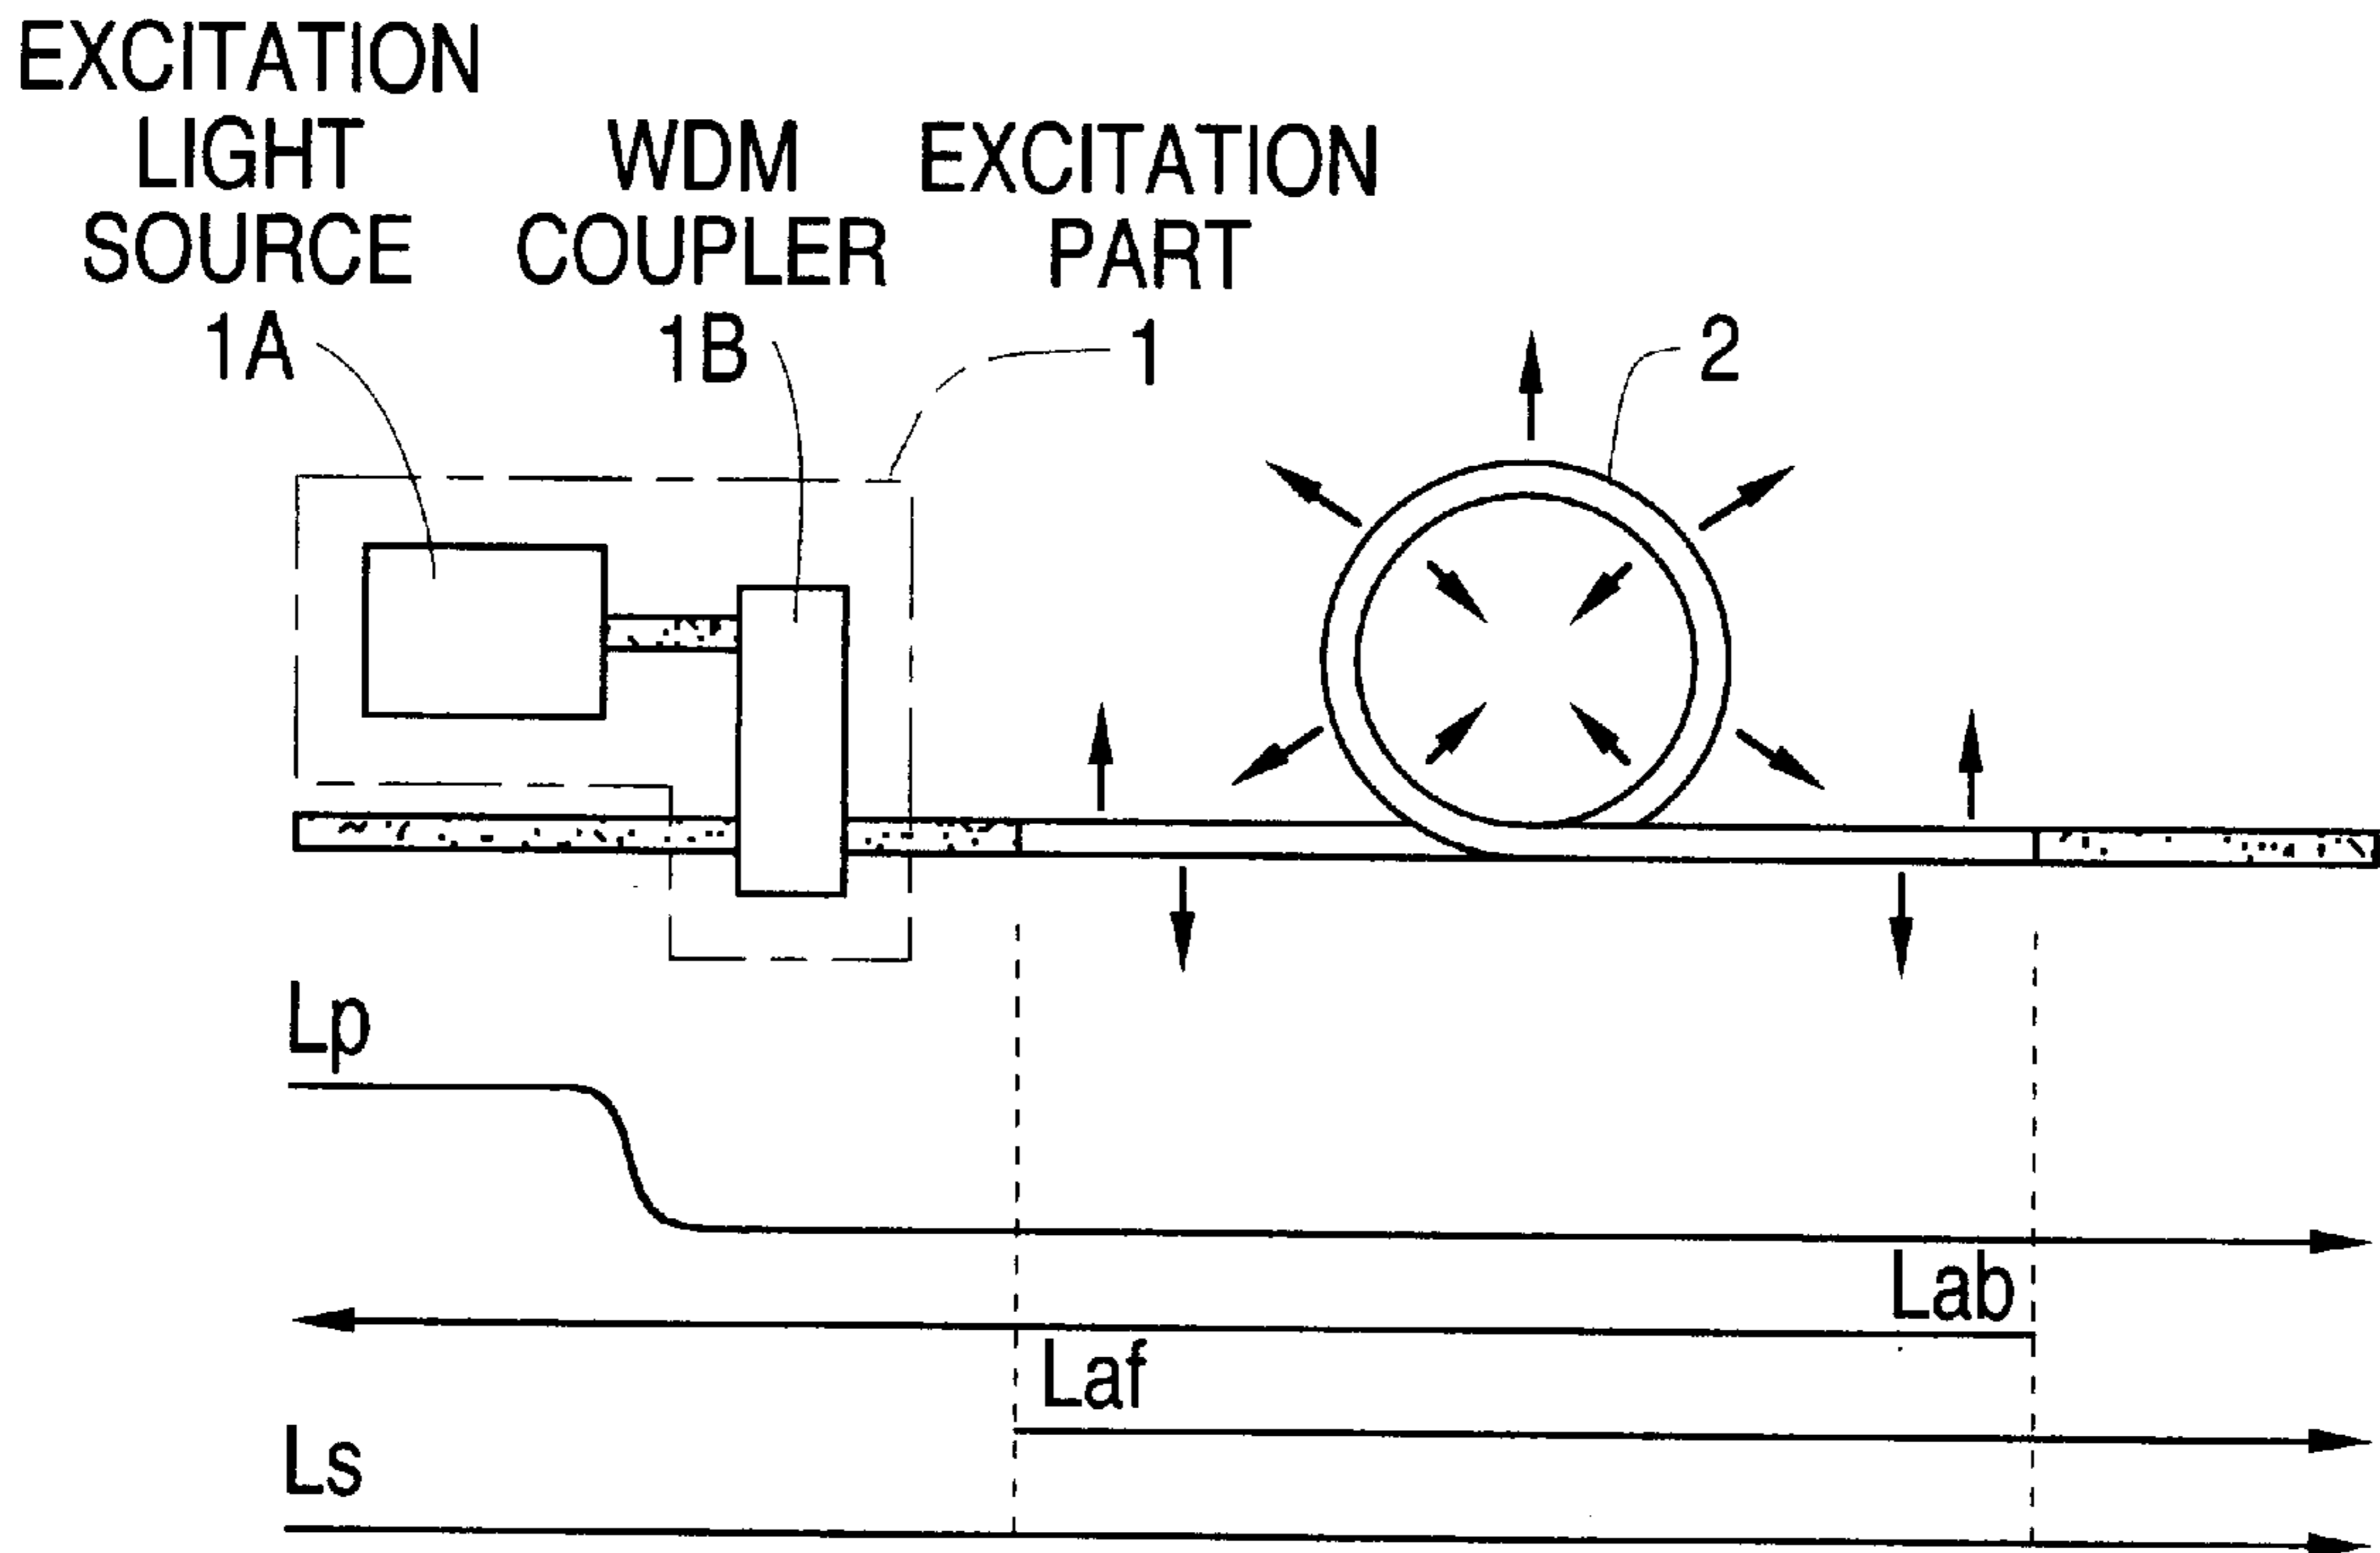 EXCITATION
LIGHT
SOURCE
1A
WDM
COUPLER
1B
EXCITATION
PART
1
2
Lp
Lab
Laf
Ls